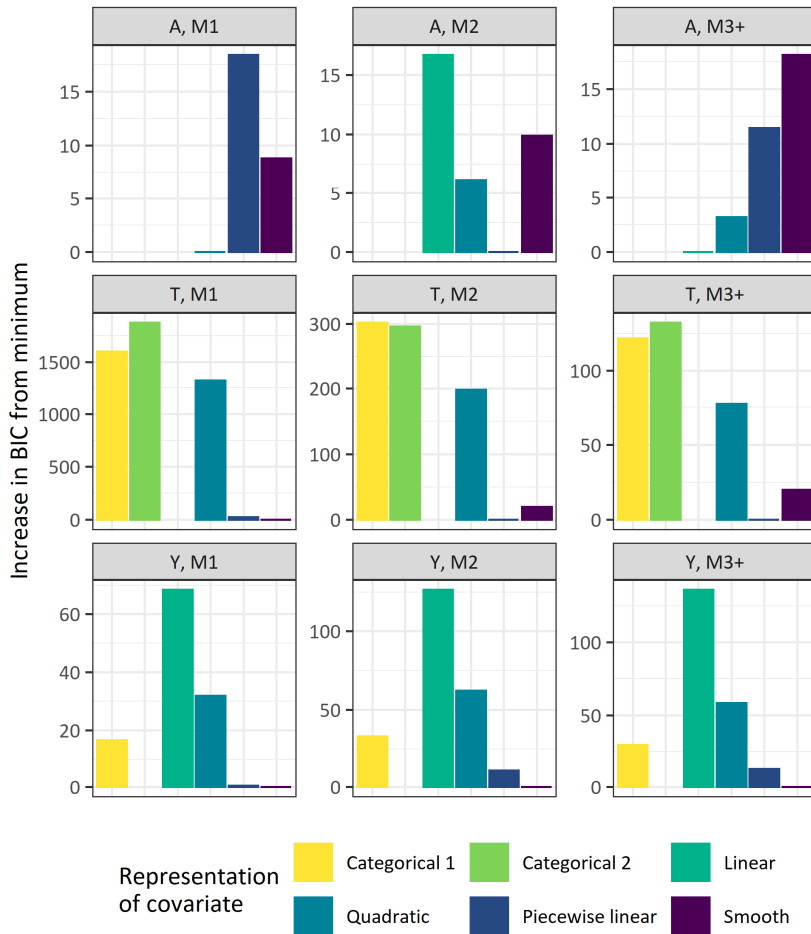 A, M1
A, M2
A, M3+
15
10
5
0
15
10
5
0
15
10
5
0
T, M1
T, M2
T, M3+
1500
1000
500
0
300
200
100
0
100
50
0
Y, M1
Y, M2
Y, M3+
60
40
20
0
100
50
0
100
50
0
Increase in BIC from minimum
Representation
of covariate
Categorical 1
Categorical 2
Linear
Quadratic
Piecewise linear
Smooth